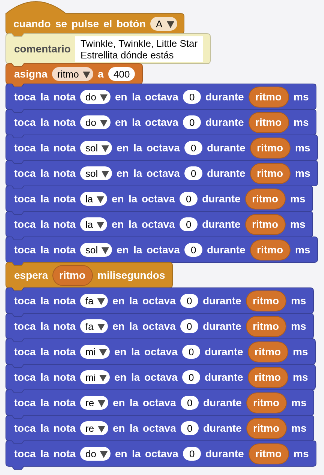 cuando se pulse el botón A
comentario Twinkle, Twinkle, Little Star
Estrellita dónde estás
asigna ritmo a 400
toca la nota do en la octava 0 durante ritmo ms
toca la nota do en la octava 0 durante ritmo ms
toca la nota sol en la octava 0 durante ritmo ms
toca la nota sol en la octava 0 durante ritmo ms
toca la nota la en la octava 0 durante ritmo ms
toca la nota la en la octava 0 durante ritmo ms
toca la nota sol en la octava 0 durante ritmo ms
espera ritmo milisegundos
toca la nota fa en la octava 0 durante ritmo ms
toca la nota fa en la octava 0 durante ritmo ms
toca la nota mi en la octava 0 durante ritmo ms
toca la nota mi en la octava 0 durante ritmo ms
toca la nota re en la octava 0 durante ritmo ms
toca la nota re en la octava 0 durante ritmo ms
toca la nota do en la octava 0 durante ritmo ms